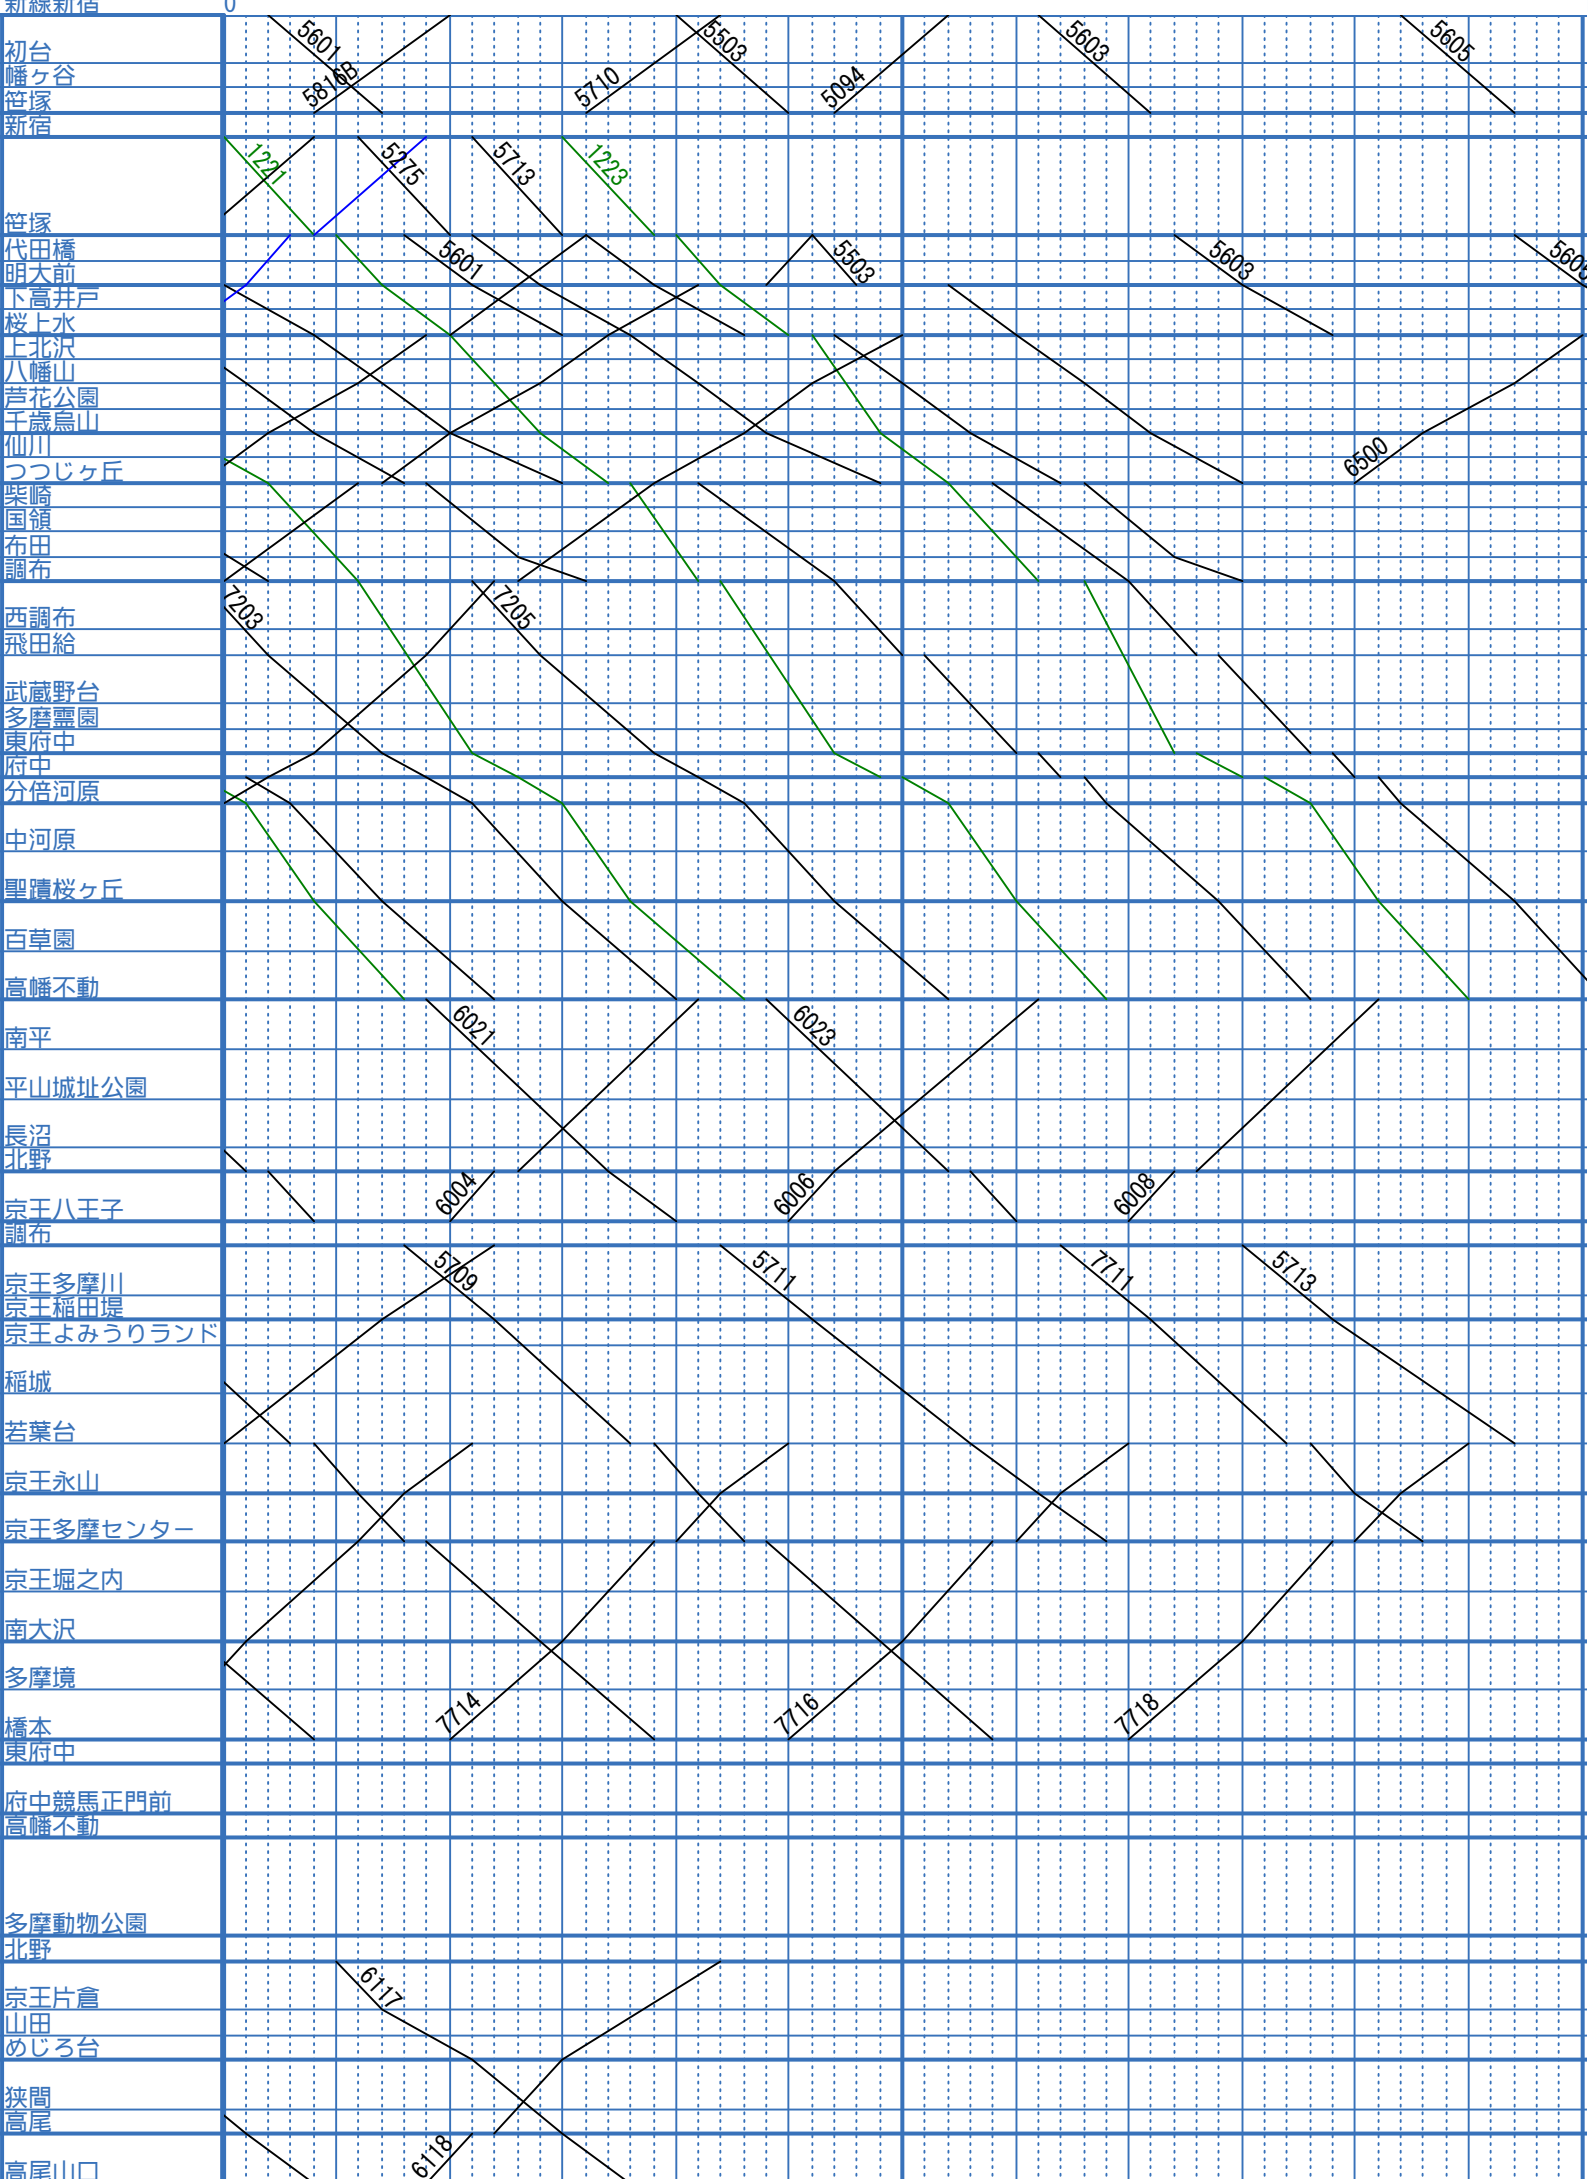 新線新宿 0
初台 5601 5503 5603 5605
幡ヶ谷 5816B 5710 5094
笹塚
新宿
1221 5275 5713 1223
笹塚
代田橋 5601 5503 5603 5605
明大前
下高井戸
桜上水
上北沢
八幡山
芦花公園
千歳烏山
仙川 6500
つつじヶ丘
柴崎
国領
布田
調布
西調布 7203 7205
飛田給
武蔵野台
多磨霊園
東府中
府中
分倍河原
中河原
聖蹟桜ヶ丘
百草園
高幡不動
南平 6021 6023
平山城址公園
長沼
北野
京王八王子 6004 6006 6008
調布
京王多摩川 5709 5711 7711 5713
京王稲田堤
京王よみうりランド
稲城
若葉台
京王永山
京王多摩センター
京王堀之内
南大沢
多摩境
橋本 7714 7716 7718
東府中
府中競馬正門前
高幡不動
多摩動物公園
北野
京王片倉 6117
山田
めじろ台
狭間
高尾
高尾山口 6118